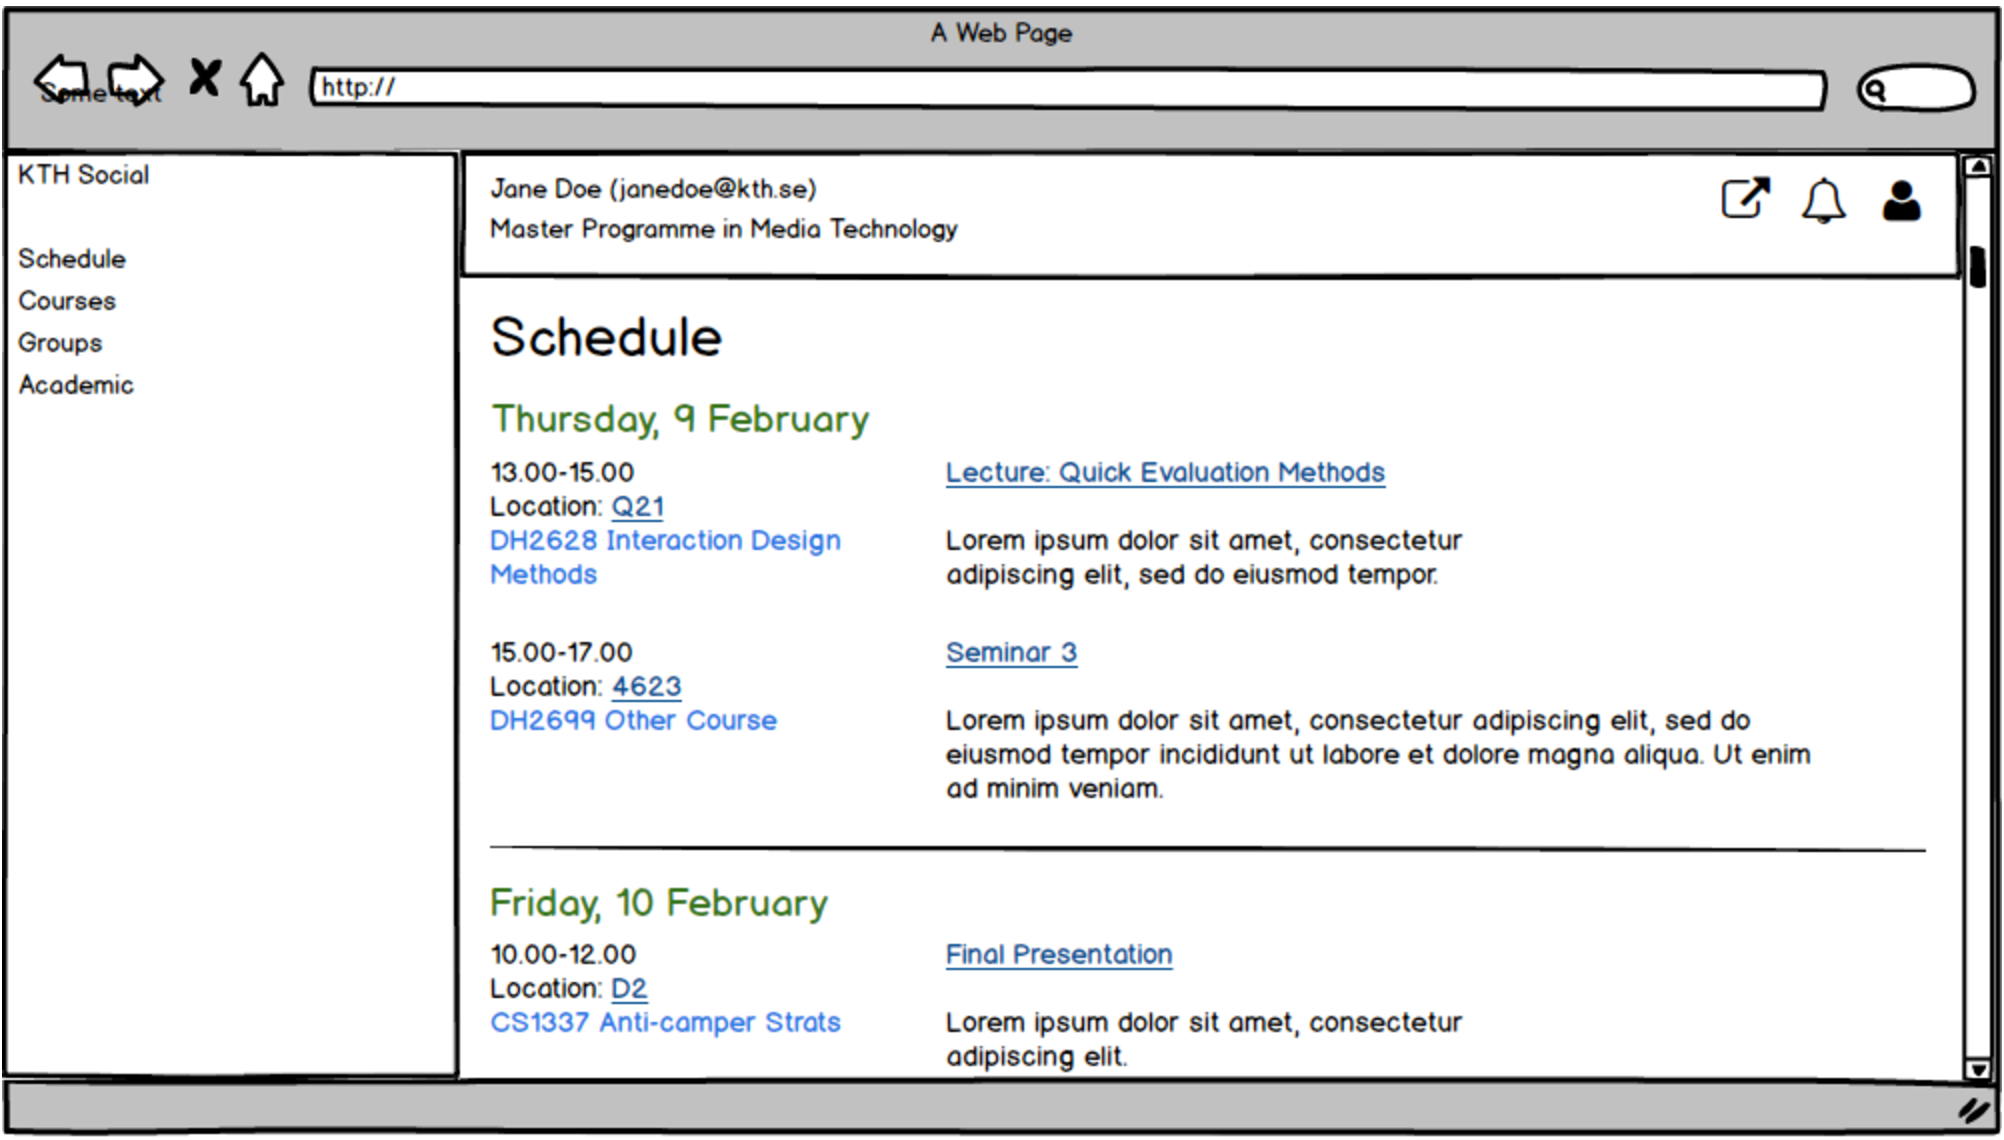 A Web Page
Some text
http://
KTH Social
Schedule
Courses
Groups
Academic
Jane Doe (janedoe@kth.se)
Master Programme in Media Technology
Schedule
Thursday, 9 February
13.00-15.00
Location: Q21
DH2628 Interaction Design
Methods
Lecture: Quick Evaluation Methods
Lorem ipsum dolor sit amet, consectetur
adipiscing elit, sed do eiusmod tempor.
15.00-17.00
Location: 4623
DH2699 Other Course
Seminar 3
Lorem ipsum dolor sit amet, consectetur adipiscing elit, sed do
eiusmod tempor incididunt ut labore et dolore magna aliqua. Ut enim
ad minim veniam.
Friday, 10 February
10.00-12.00
Location: D2
CS1337 Anti-camper Strats
Final Presentation
Lorem ipsum dolor sit amet, consectetur
adipiscing elit.